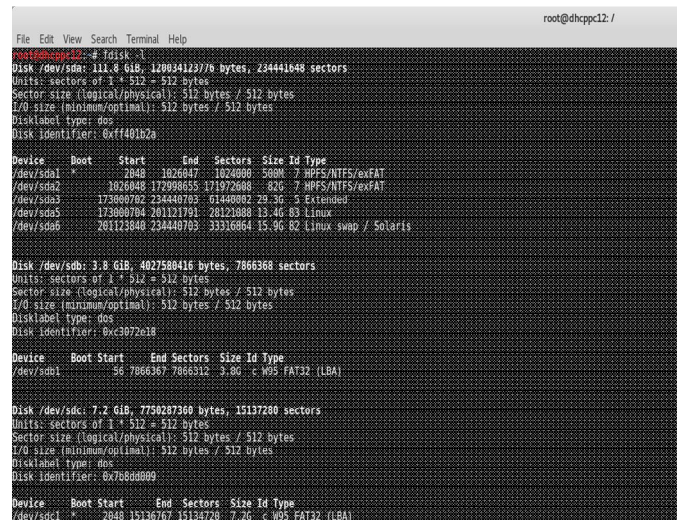 root@dhcppc12: /
File Edit View Search Terminal Help
root@dhcppc12:~# fdisk -l
Disk /dev/sda: 111.8 GiB, 120034123776 bytes, 234441648 sectors
Units: sectors of 1 * 512 = 512 bytes
Sector size (logical/physical): 512 bytes / 512 bytes
I/O size (minimum/optimal): 512 bytes / 512 bytes
Disklabel type: dos
Disk identifier: 0xff401b2a
Device Boot Start End Sectors Size Id Type
/dev/sda1 * 2048 1026047 1024000 500M 7 HPFS/NTFS/exFAT
/dev/sda2 1026048 172998655 171972608 82G 7 HPFS/NTFS/exFAT
/dev/sda3 173000702 234440703 61440002 29.3G 5 Extended
/dev/sda5 173000704 201121791 28121088 13.4G 83 Linux
/dev/sda6 201123840 234440703 33316864 15.9G 82 Linux swap / Solaris
Disk /dev/sdb: 3.8 GiB, 4027580416 bytes, 7866368 sectors
Units: sectors of 1 * 512 = 512 bytes
Sector size (logical/physical): 512 bytes / 512 bytes
I/O size (minimum/optimal): 512 bytes / 512 bytes
Disklabel type: dos
Disk identifier: 0xc3072e18
Device Boot Start End Sectors Size Id Type
/dev/sdb1 56 7866367 7866312 3.8G c W95 FAT32 (LBA)
Disk /dev/sdc: 7.2 GiB, 7750287360 bytes, 15137280 sectors
Units: sectors of 1 * 512 = 512 bytes
Sector size (logical/physical): 512 bytes / 512 bytes
I/O size (minimum/optimal): 512 bytes / 512 bytes
Disklabel type: dos
Disk identifier: 0x7b8dd009
Device Boot Start End Sectors Size Id Type
/dev/sdc1 * 2048 15136767 15134720 7.2G c W95 FAT32 (LBA)